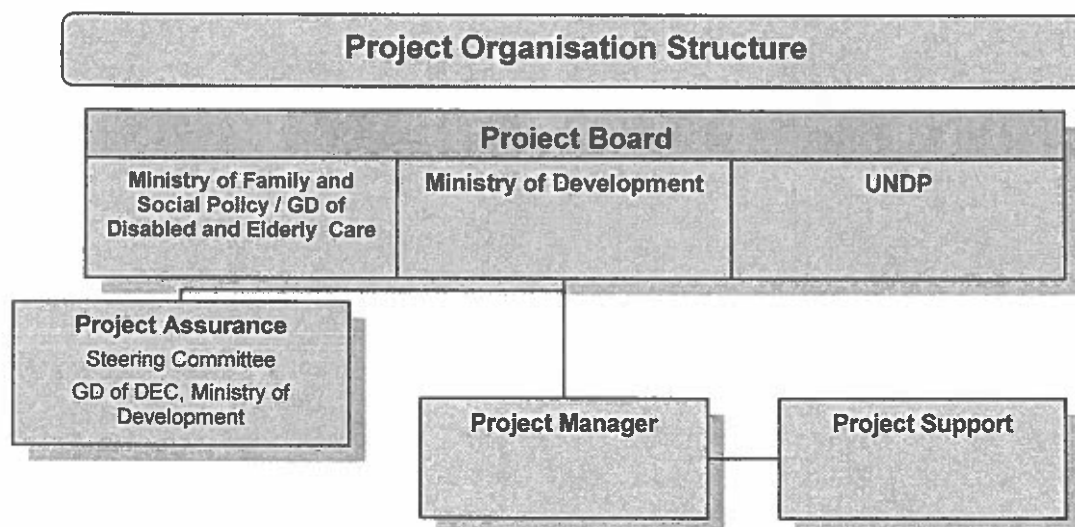 Project Organisation Structure
Project Board
Ministry of Family and
Social Policy / GD of
Disabled and Elderly Care
Ministry of Development
UNDP
Project Assurance
Steering Committee
GD of DEC, Ministry of
Development
Project Manager
Project Support